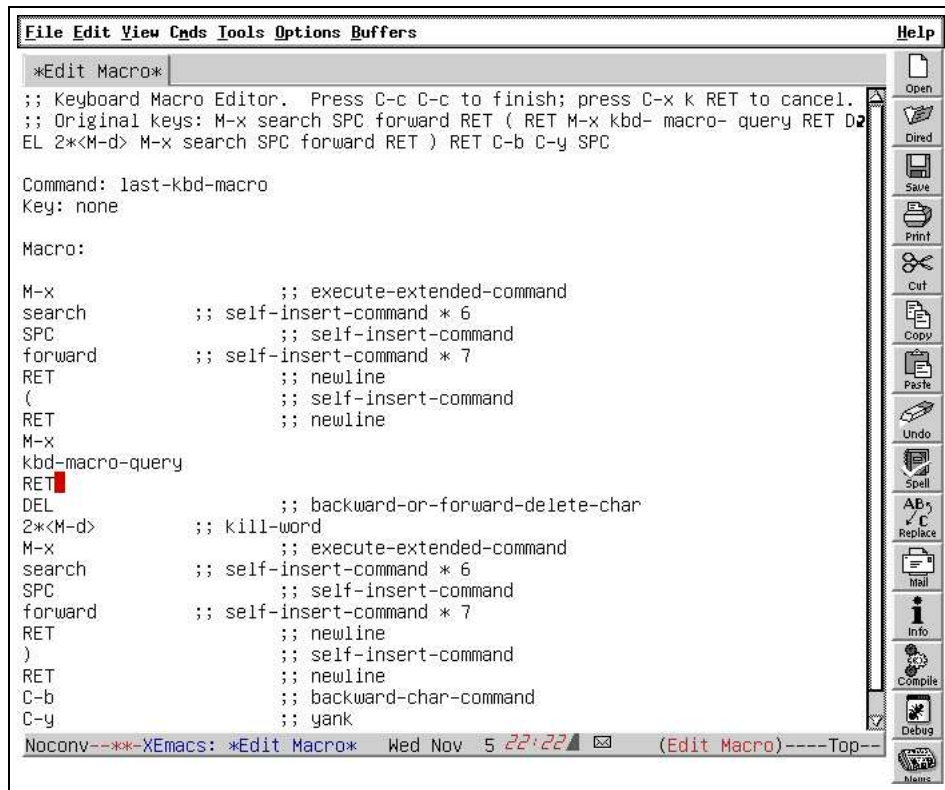 File Edit View Cmds Tools Options Buffers Help
*Edit Macro*
;; Keyboard Macro Editor.  Press C-c C-c to finish; press C-x k RET to cancel.
;; Original keys: M-x search SPC forward RET ( RET M-x kbd- macro- query RET D
EL 2*<M-d> M-x search SPC forward RET ) RET C-b C-y SPC
Command: last-kbd-macro
Key: none
Macro:
M-x ;; execute-extended-command
search ;; self-insert-command * 6
SPC ;; self-insert-command
forward ;; self-insert-command * 7
RET ;; newline
( ;; self-insert-command
RET ;; newline
M-x
kbd-macro-query
RET
DEL ;; backward-or-forward-delete-char
2*<M-d> ;; kill-word
M-x ;; execute-extended-command
search ;; self-insert-command * 6
SPC ;; self-insert-command
forward ;; self-insert-command * 7
RET ;; newline
) ;; self-insert-command
RET ;; newline
C-b ;; backward-char-command
C-y ;; yank
Noconv--**-XEmacs: *Edit Macro* Wed Nov 5 22:22 (Edit Macro)----Top--
Open
Dired
Save
Print
Cut
Copy
Paste
Undo
Spell
AB C
Replace
Mail
Info
Compile
Debug
News